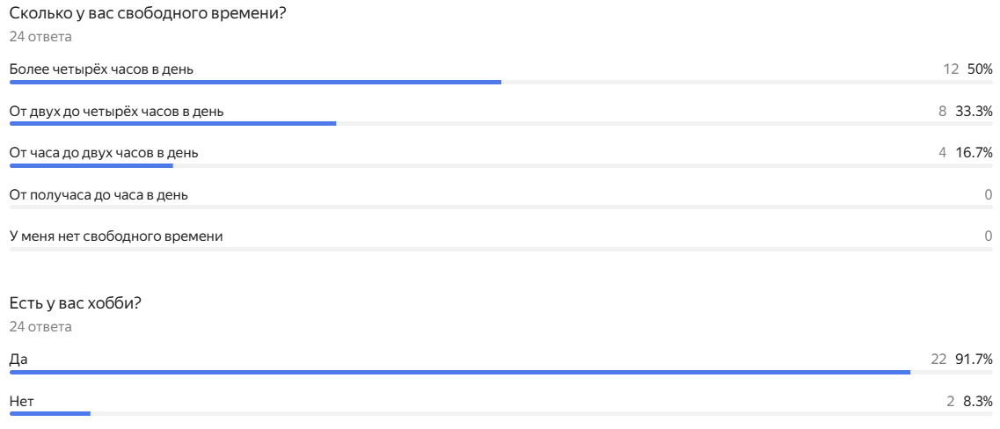 Сколько у вас свободного времени?
24 ответа
Более четырёх часов в день 12 50%
От двух до четырёх часов в день 8 33.3%
От часа до двух часов в день 4 16.7%
От получаса до часа в день 0
У меня нет свободного времени 0
Есть у вас хобби?
24 ответа
Да 22 91.7%
Нет 2 8.3%